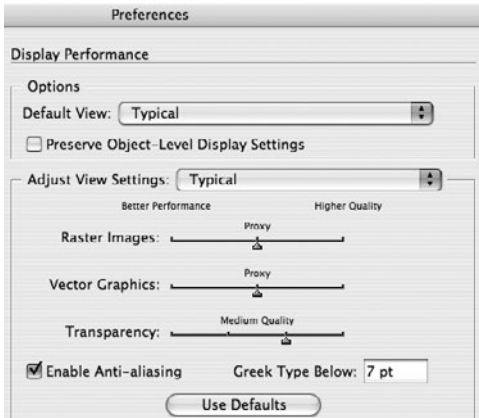 Preferences
Display Performance
Options
Default View: Typical
Preserve Object-Level Display Settings
Adjust View Settings: Typical
Better Performance Higher Quality
Proxy
Raster Images:
Proxy
Vector Graphics:
Medium Quality
Transparency:
Enable Anti-aliasing Greek Type Below: 7 pt
Use Defaults